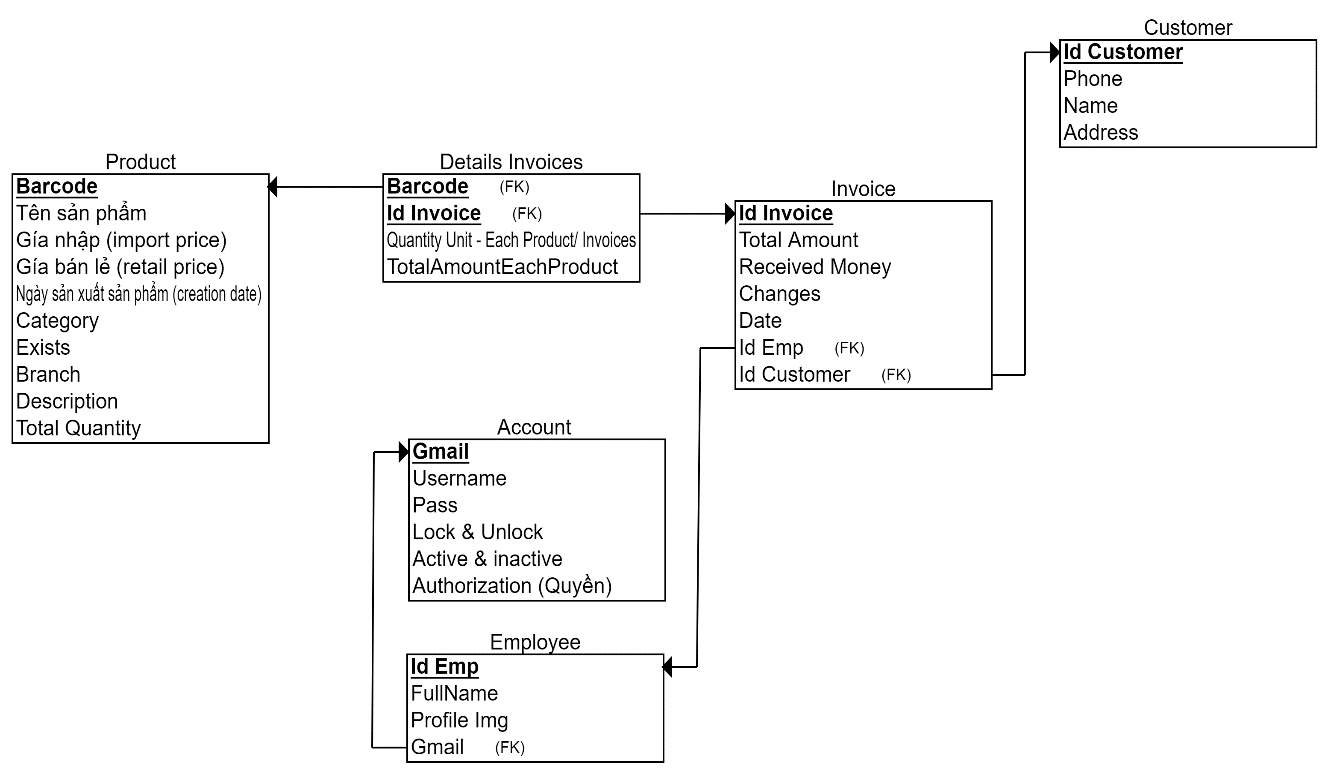 Customer
Id Customer
Phone
Name
Address
Product
Barcode
Tên sản phẩm
Gía nhập (import price)
Gía bán lẻ (retail price)
Ngày sản xuất sản phẩm (creation date)
Category
Exists
Branch
Description
Total Quantity
Details Invoices
Barcode (FK)
Id Invoice (FK)
Quantity Unit - Each Product/ Invoices
TotalAmountEachProduct
Invoice
Id Invoice
Total Amount
Received Money
Changes
Date
Id Emp (FK)
Id Customer (FK)
Account
Gmail
Username
Pass
Lock & Unlock
Active & inactive
Authorization (Quyền)
Employee
Id Emp
FullName
Profile Img
Gmail (FK)